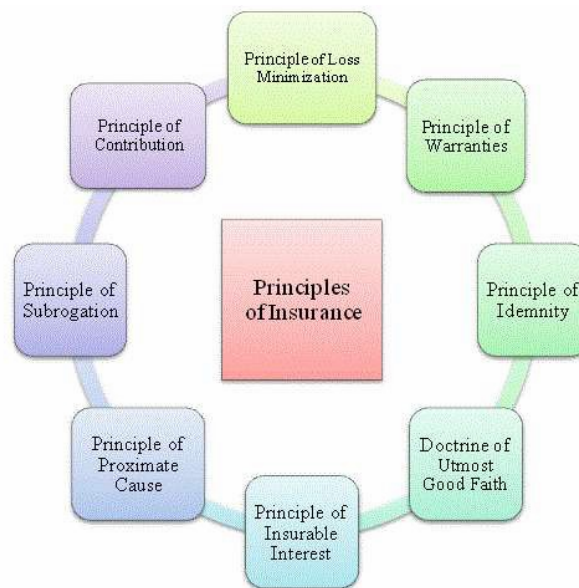 Principle of Loss
Minimization
Principle of
Warranties
Principle of
Idemnity
Doctrine of
Utmost
Good Faith
Principle of
Insurable
Interest
Principle of
Proximate
Cause
Principle of
Subrogation
Principle of
Contribution
Principles
of Insurance